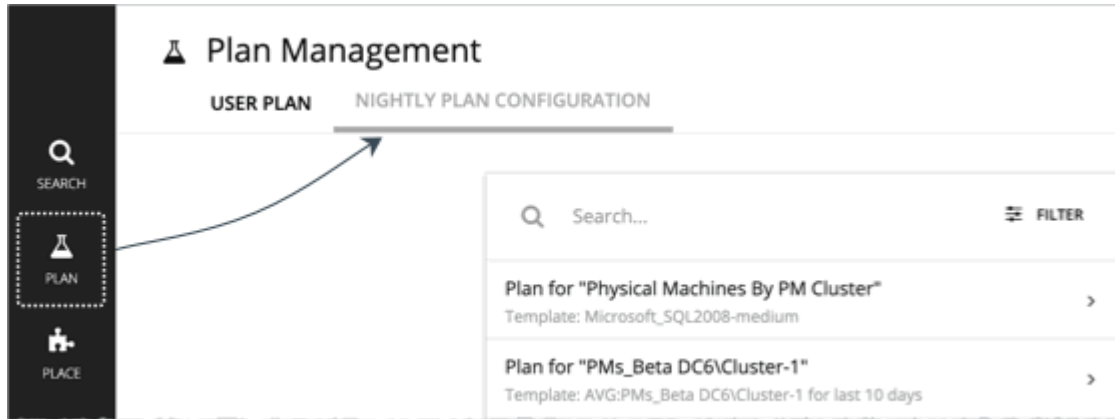 Plan Management
USER PLAN
NIGHTLY PLAN CONFIGURATION
SEARCH
PLAN
PLACE
Search...
FILTER
Plan for "Physical Machines By PM Cluster"
Template: Microsoft_SQL2008-medium
Plan for "PMs_Beta DC6\Cluster-1"
Template: AVG:PMs_Beta DC6\Cluster-1 for last 10 days